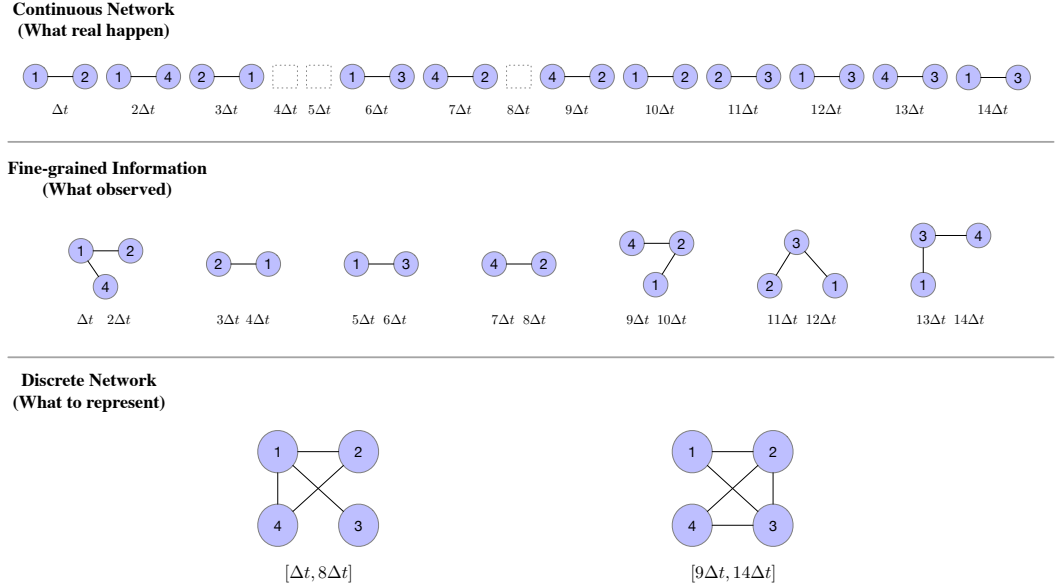 Continuous Network
(What real happen)
1 2 1 4 2 1 1 3 4 2 4 2 1 2 2 3 1 3 4 3 1 3
Δt 2Δt 3Δt 4Δt 5Δt 6Δt 7Δt 8Δt 9Δt 10Δt 11Δt 12Δt 13Δt 14Δt
Fine-grained Information
(What observed)
1 2 4
2 1
1 3
4 2
4 2 1
3 2 1
3 4 1
Δt 2Δt 3Δt 4Δt 5Δt 6Δt 7Δt 8Δt 9Δt 10Δt 11Δt 12Δt 13Δt 14Δt
Discrete Network
(What to represent)
1 2 1 2
4 3 4 3
[Δt, 8Δt] [9Δt, 14Δt]